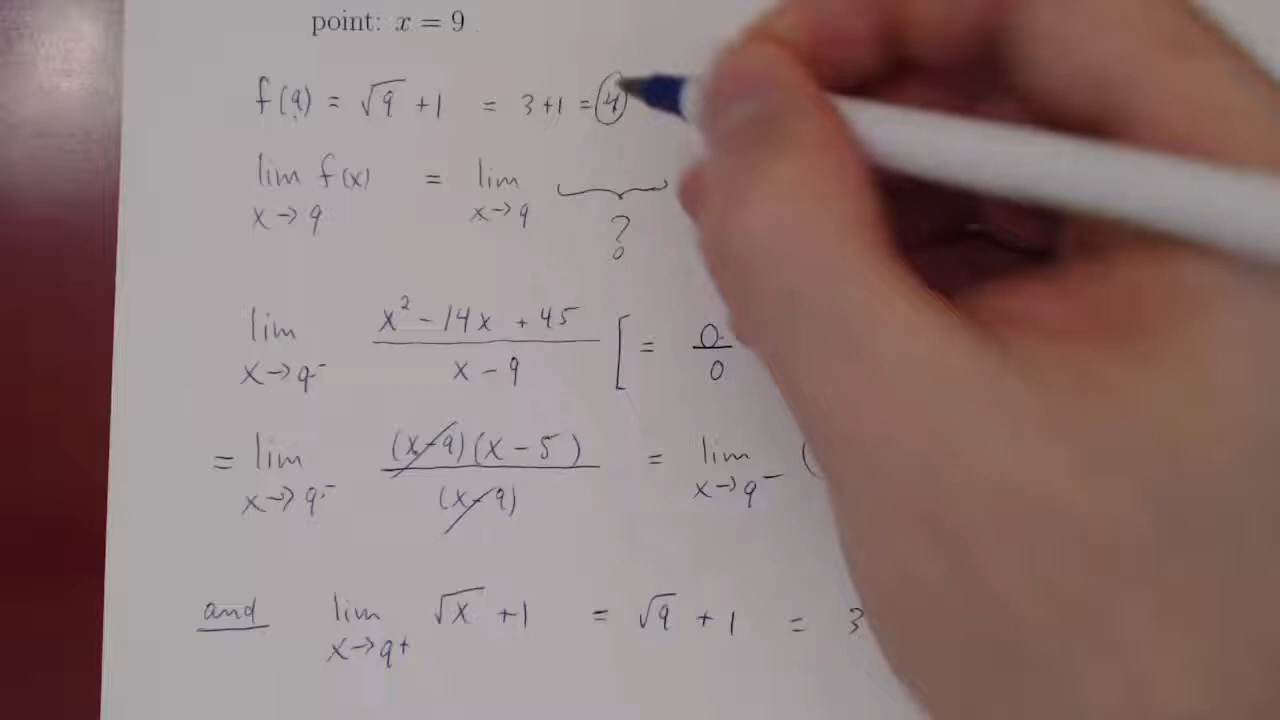 point: x = 9
f(9) = √9 + 1 = 3 + 1 = 4
lim f(x) = lim
x→9 x→9 ?
lim x² - 14x + 45 [ = 0
x→9⁻ x - 9 0
= lim (x-9)(x-5) = lim (
x→9⁻ (x-9) x→9⁻
and lim √x + 1 = √9 + 1 = 3
x→9+